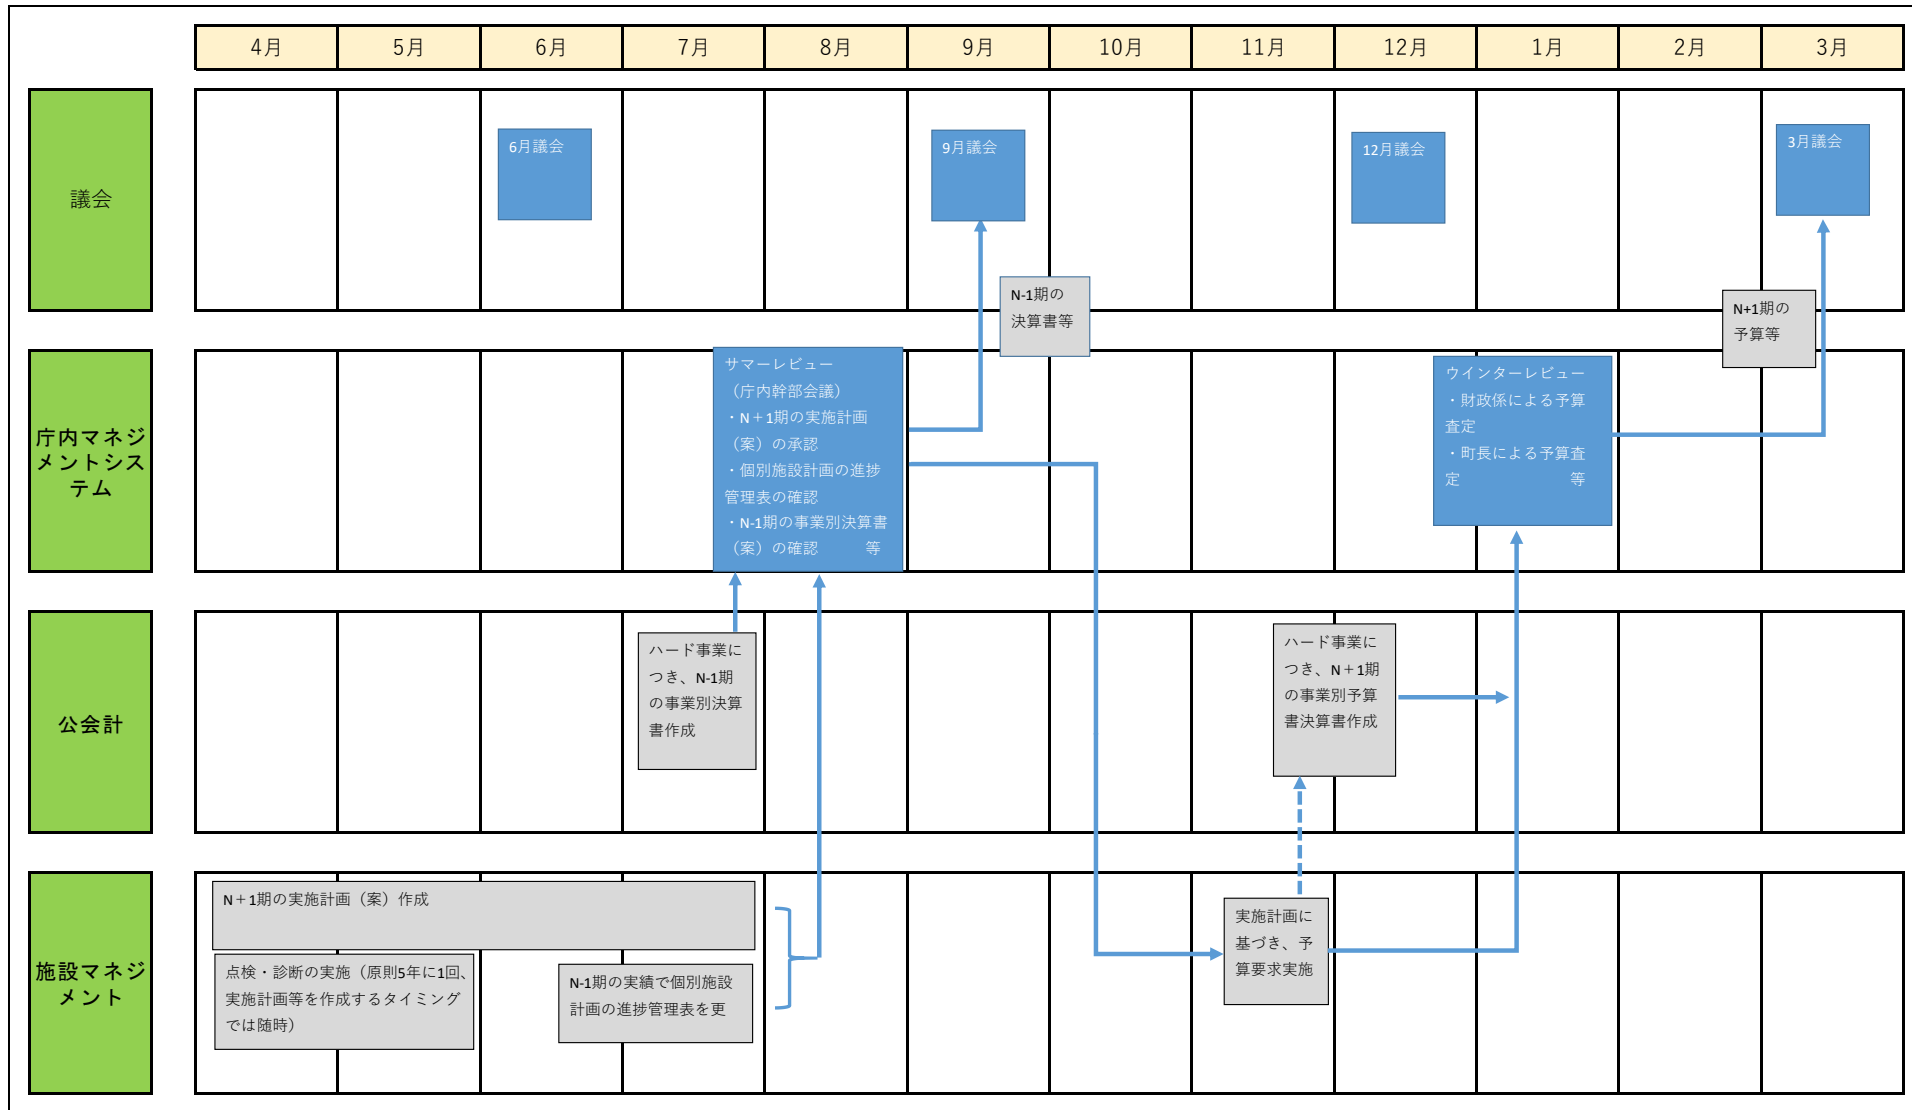 4月
5月
6月
7月
8月
9月
10月
11月
12月
1月
2月
3月
議会
6月議会
9月議会
12月議会
3月議会
N-1期の
決算書等
N+1期の
予算等
庁内マネジ
メントシス
テム
サマーレビュー
（庁内幹部会議）
・N＋1期の実施計画
（案）の承認
・個別施設計画の進捗
管理表の確認
・N-1期の事業別決算書
（案）の確認　　等
ウインターレビュー
・財政係による予算
査定
・町長による予算査
定　　　　　　等
公会計
ハード事業に
つき、N-1期
の事業別決算
書作成
ハード事業に
つき、N＋1期
の事業別予算
書決算書作成
施設マネジ
メント
N＋1期の実施計画（案）作成
点検・診断の実施（原則5年に1回、
実施計画等を作成するタイミング
では随時）
N-1期の実績で個別施設
計画の進捗管理表を更
実施計画に
基づき、予
算要求実施